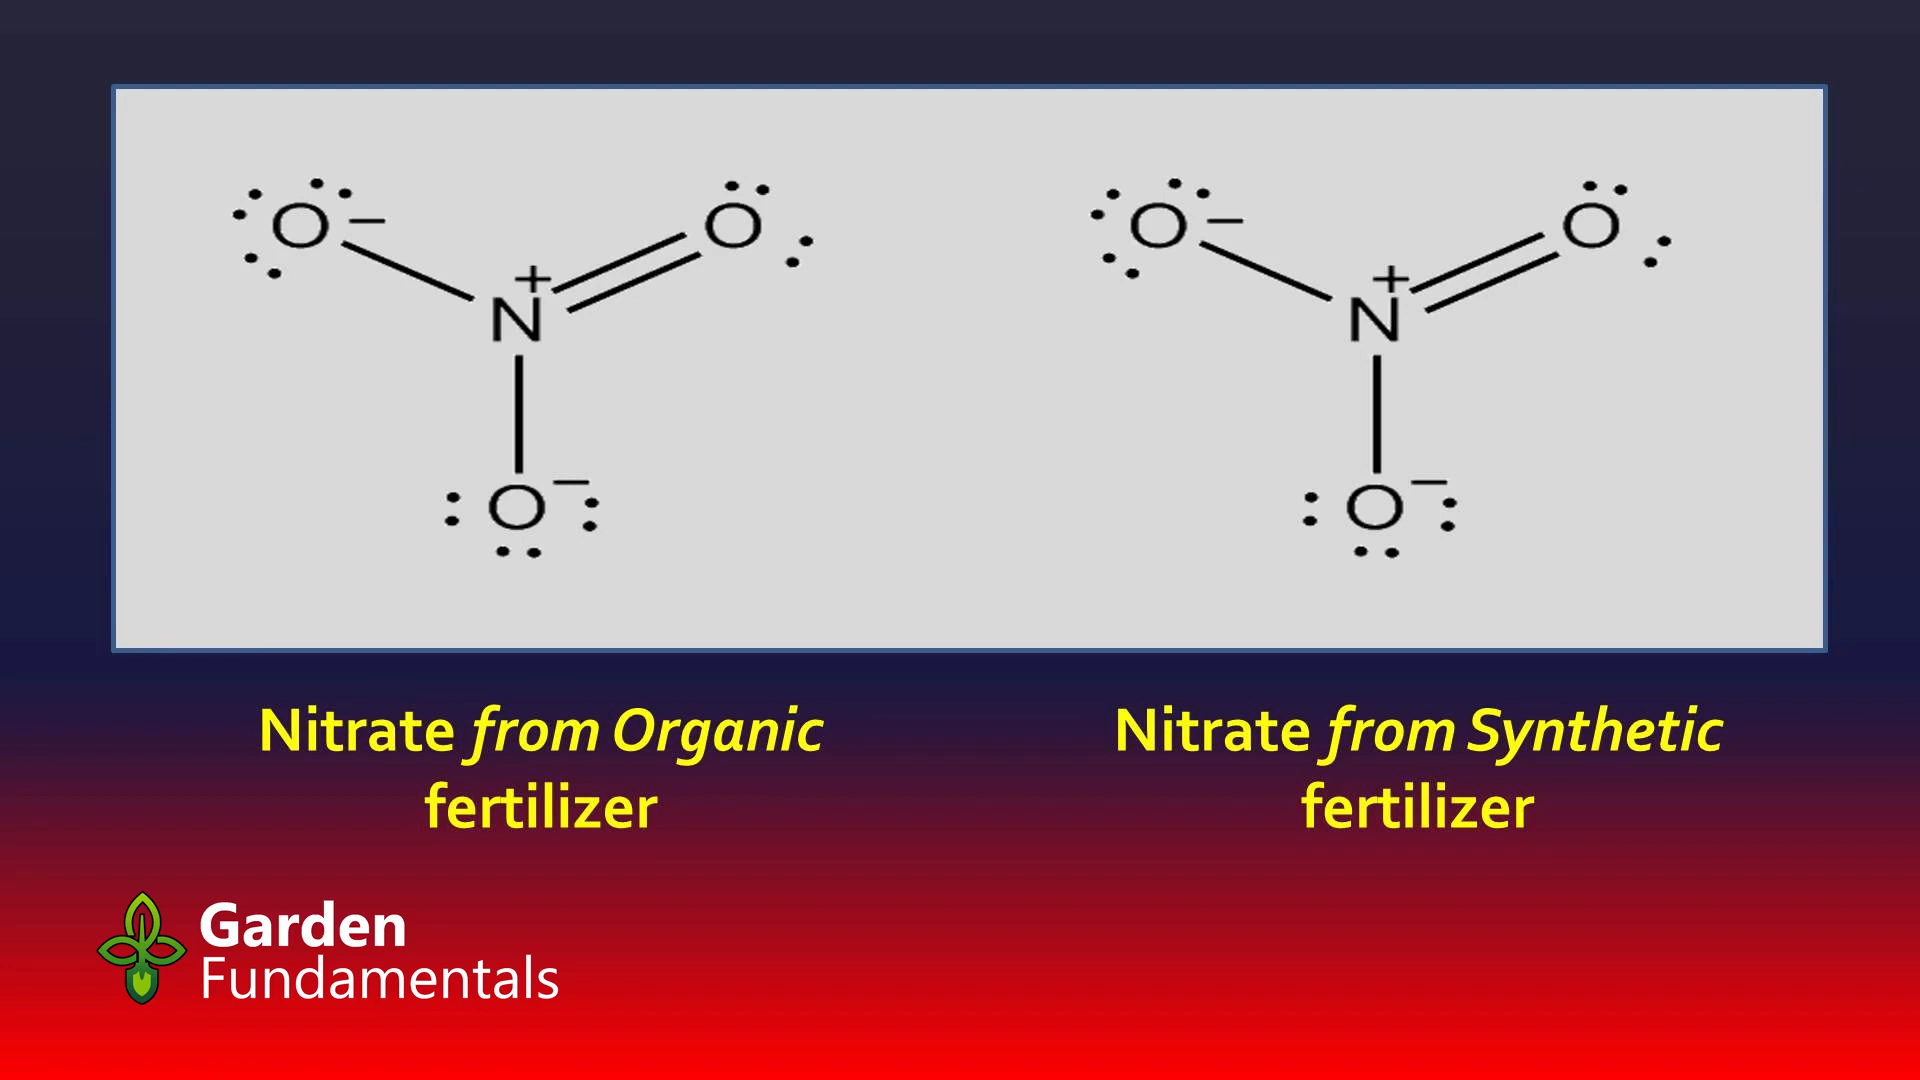 O − O O − O
N + N +
O − O −
Nitrate from Organic
fertilizer
Nitrate from Synthetic
fertilizer
Garden
Fundamentals